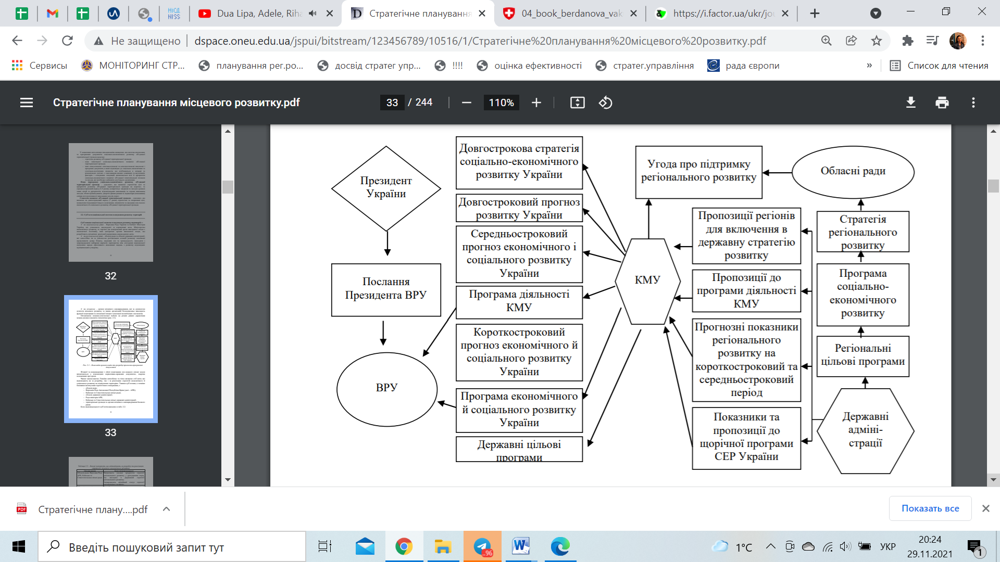 Dua Lipa, Adele, Riha
Стратегічне планування
04_book_berdanova_vak
https://i.factor.ua/ukr/jou
НІСД
NISS
Не защищено
dspace.oneu.edu.ua/jspui/bitstream/123456789/10516/1/Стратегічне%20планування%20місцевого%20розвитку.pdf
Сервисы
МОНІТОРИНГ СТР...
планування рег.ро...
досвід стратег упр...
!!!!
оцінка ефективності
стратег.управління
рада європи
»
Список для чтения
Стратегічне планування місцевого розвитку.pdf
33 / 244
110%
32
33
Президент
України
Послання
Президента ВРУ
ВРУ
Довгострокова стратегія
соціально-економічного
розвитку України
Довгостроковий прогноз
розвитку України
Середньостроковий
прогноз економічного і
соціального розвитку
України
Програма діяльності
КМУ
Короткостроковий
прогноз економічного й
соціального розвитку
України
Програма економічного
й соціального розвитку
України
Державні цільові
програми
КМУ
Угода про підтримку
регіонального розвитку
Обласні ради
Пропозиції регіонів
для включення в
державну стратегію
розвитку
Пропозиції до
програми діяльності
КМУ
Прогнозні показники
регіонального
розвитку на
короткостроковий та
середньостроковий
період
Показники та
пропозиції до
щорічної програми
СЕР України
Стратегія
регіонального
розвитку
Програма
соціально-
економічного
розвитку
Регіональні
цільові програми
Державні
адміні-
страції
Стратегічне плану....pdf
Показать все
Введіть пошуковий запит тут
..96
1°C
УКР
20:24
29.11.2021
1